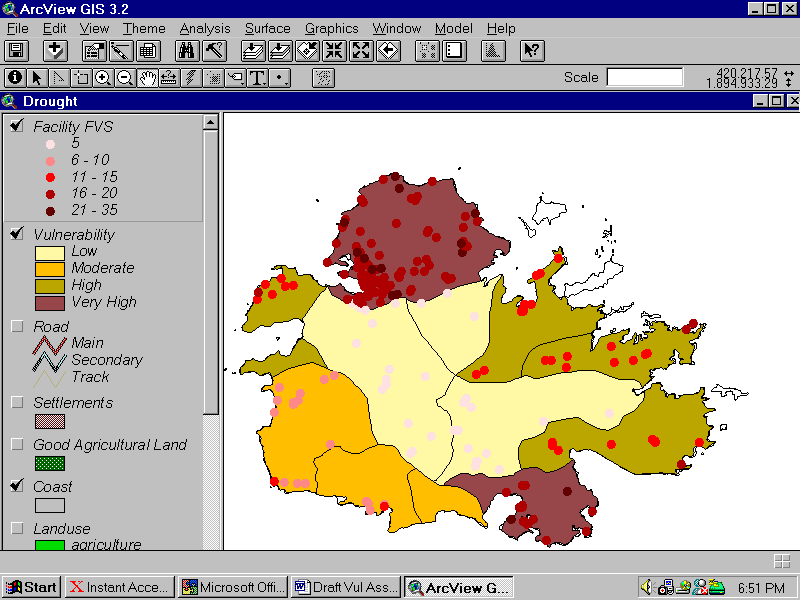 ArcView GIS 3.2
File Edit View Theme Analysis Surface Graphics Window Model Help
Scale
420,217.57
1,894,933.29
Drought
Facility FVS
5
6 - 10
11 - 15
16 - 20
21 - 35
Vulnerability
Low
Moderate
High
Very High
Road
Main
Secondary
Track
Settlements
Good Agricultural Land
Coast
Landuse
agriculture
Start Instant Acce... Microsoft Offi... Draft Vul Ass... ArcView G... 6:51 PM